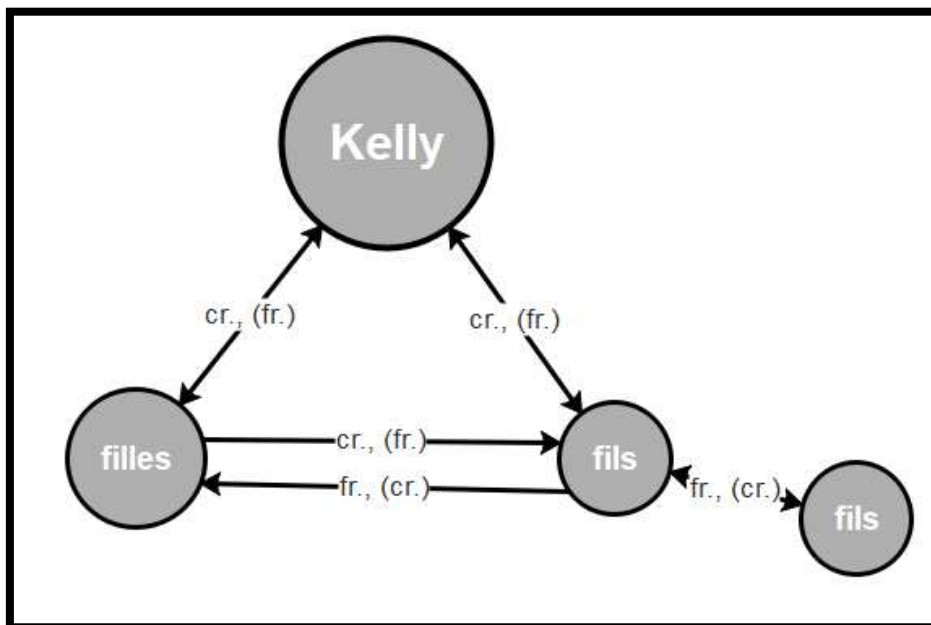 Kelly
cr., (fr.)
cr., (fr.)
filles
cr., (fr.)
fr., (cr.)
fils
fr., (cr.)
fils